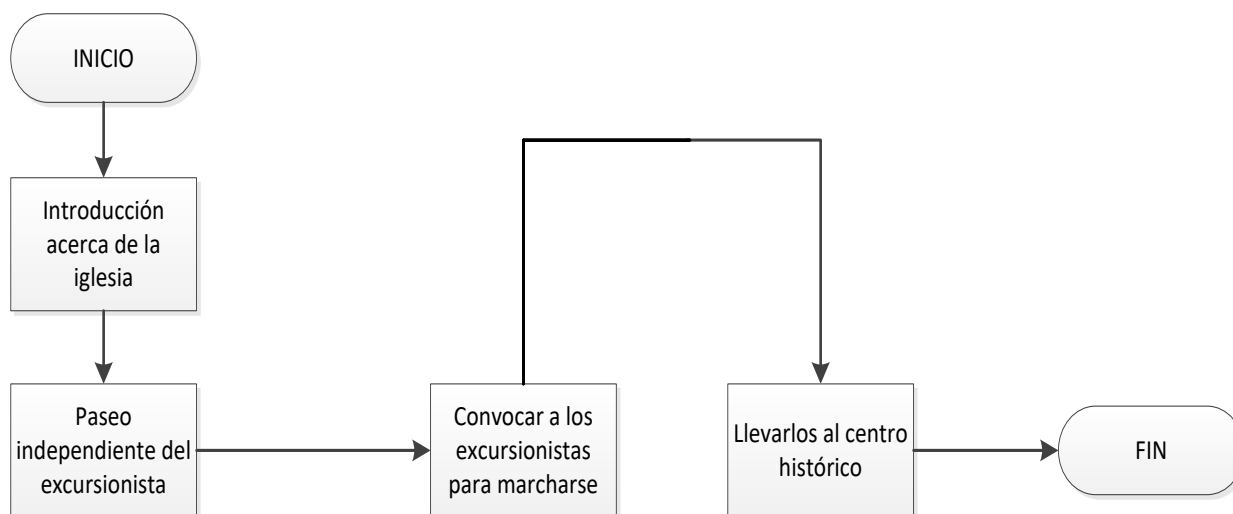 INICIO
Introducción
acerca de la
iglesia
Paseo
independiente del
excursionista
Convocar a los
excursionistas
para marcharse
Llevarlos al centro
histórico
FIN